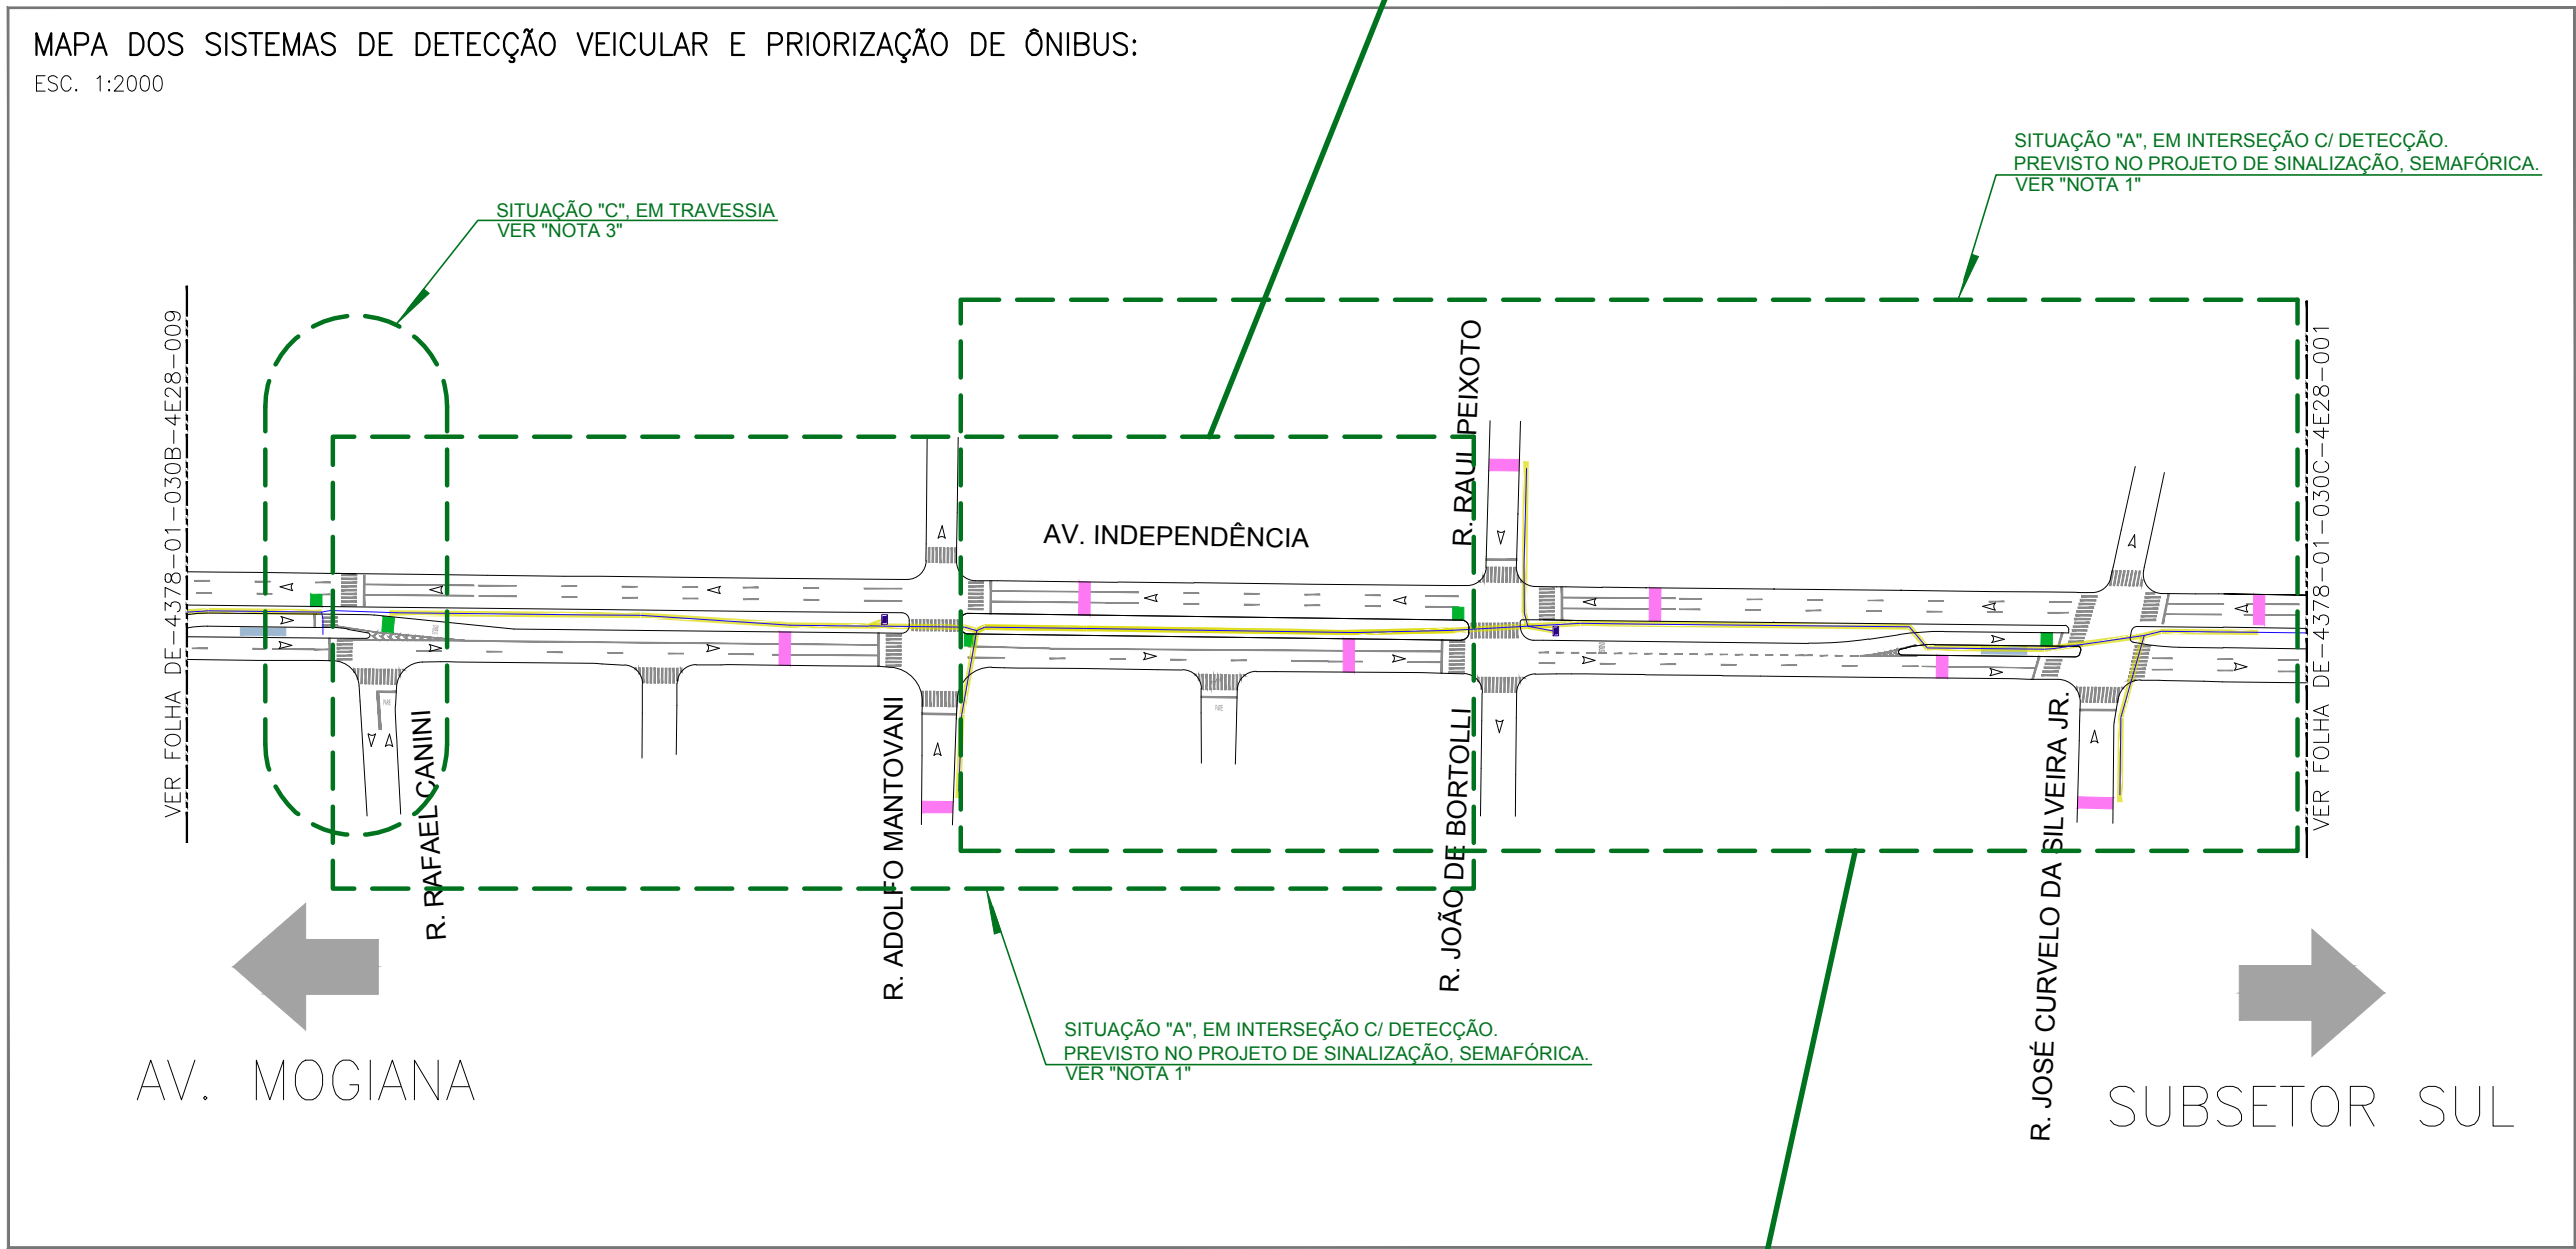 MAPA DOS SISTEMAS DE DETECÇÃO VEICULAR E PRIORIZAÇÃO DE ÔNIBUS:
ESC. 1:2000
SITUAÇÃO "A", EM INTERSEÇÃO C/ DETECÇÃO.
PREVISTO NO PROJETO DE SINALIZAÇÃO, SEMAFÓRICA.
VER "NOTA 1"
SITUAÇÃO "C", EM TRAVESSIA
VER "NOTA 3"
VER FOLHA DE-4378-01-030B-4E28-009
R. RAUL PEIXOTO
VER FOLHA DE-4378-01-030C-4E28-001
AV. INDEPENDÊNCIA
R. RAFAEL CANINI
R. ADOLFO MANTOVANI
R. JOÃO DE BORTOLLI
R. JOSÉ CURVELO DA SILVEIRA JR.
SITUAÇÃO "A", EM INTERSEÇÃO C/ DETECÇÃO.
PREVISTO NO PROJETO DE SINALIZAÇÃO, SEMAFÓRICA.
VER "NOTA 1"
AV. MOGIANA
SUBSETOR SUL